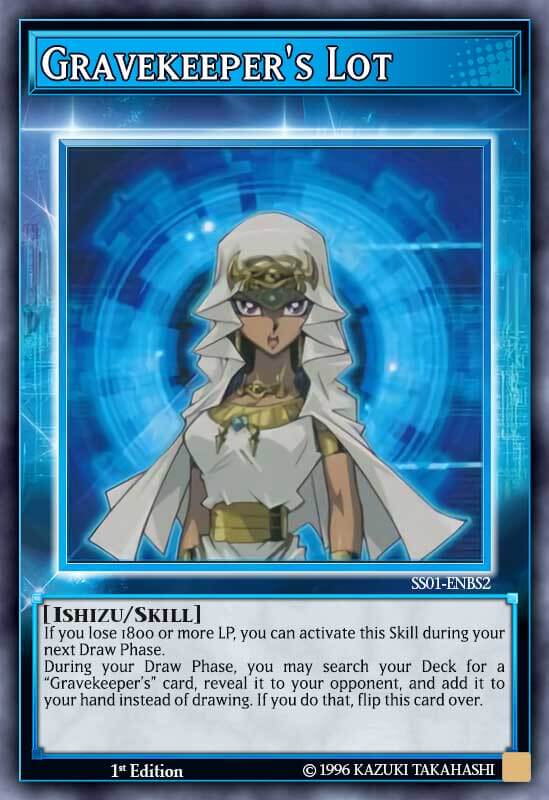 Gravekeeper's Lot
SS01-ENBS2
[Ishizu/Skill]
If you lose 1800 or more LP, you can activate this Skill during your
next Draw Phase.
During your Draw Phase, you may search your Deck for a
“Gravekeeper's” card, reveal it to your opponent, and add it to
your hand instead of drawing. If you do that, flip this card over.
1st Edition
© 1996 KAZUKI TAKAHASHI